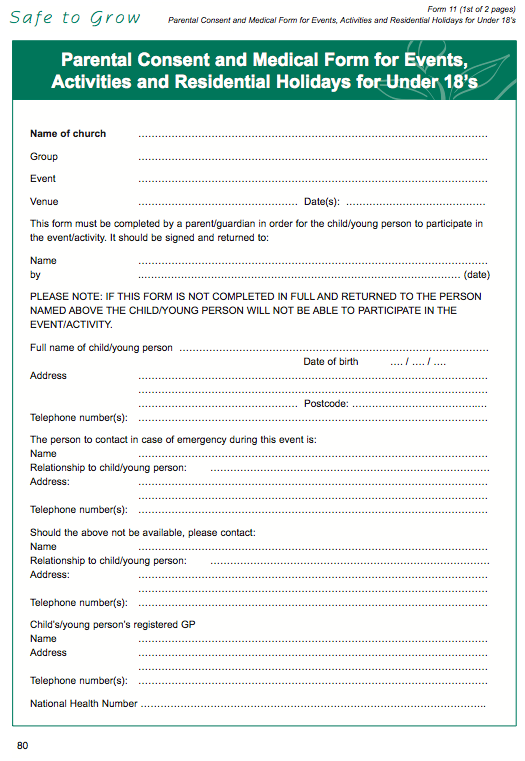 Safe to Grow
Form 11 (1st of 2 pages)
Parental Consent and Medical Form for Events, Activities and Residential Holidays for Under 18's
Parental Consent and Medical Form for Events,
Activities and Residential Holidays for Under 18's
Name of church ................................................
Group ................................................
Event ................................................
Venue ................................ Date(s): ................................
This form must be completed by a parent/guardian in order for the child/young person to participate in
the event/activity. It should be signed and returned to:
Name ................................................
by ................................................ (date)
PLEASE NOTE: IF THIS FORM IS NOT COMPLETED IN FULL AND RETURNED TO THE PERSON
NAMED ABOVE THE CHILD/YOUNG PERSON WILL NOT BE ABLE TO PARTICIPATE IN THE
EVENT/ACTIVITY.
Full name of child/young person ................................................
Date of birth .... / .... / ....
Address ................................................
................................................
................................ Postcode: ................................
Telephone number(s): ................................................
The person to contact in case of emergency during this event is:
Name ................................................
Relationship to child/young person: ................................................
Address: ................................................
................................................
Telephone number(s): ................................................
Should the above not be available, please contact:
Name ................................................
Relationship to child/young person: ................................................
Address: ................................................
................................................
Telephone number(s): ................................................
Child's/young person's registered GP
Name ................................................
Address ................................................
................................................
Telephone number(s): ................................................
National Health Number ................................................
80